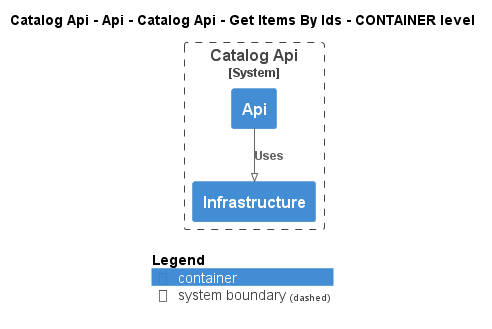 Catalog Api - Api - Catalog Api - Get Items By Ids - CONTAINER level
Catalog Api
[System]
Api
Uses
Infrastructure
Legend
container
system boundary (dashed)